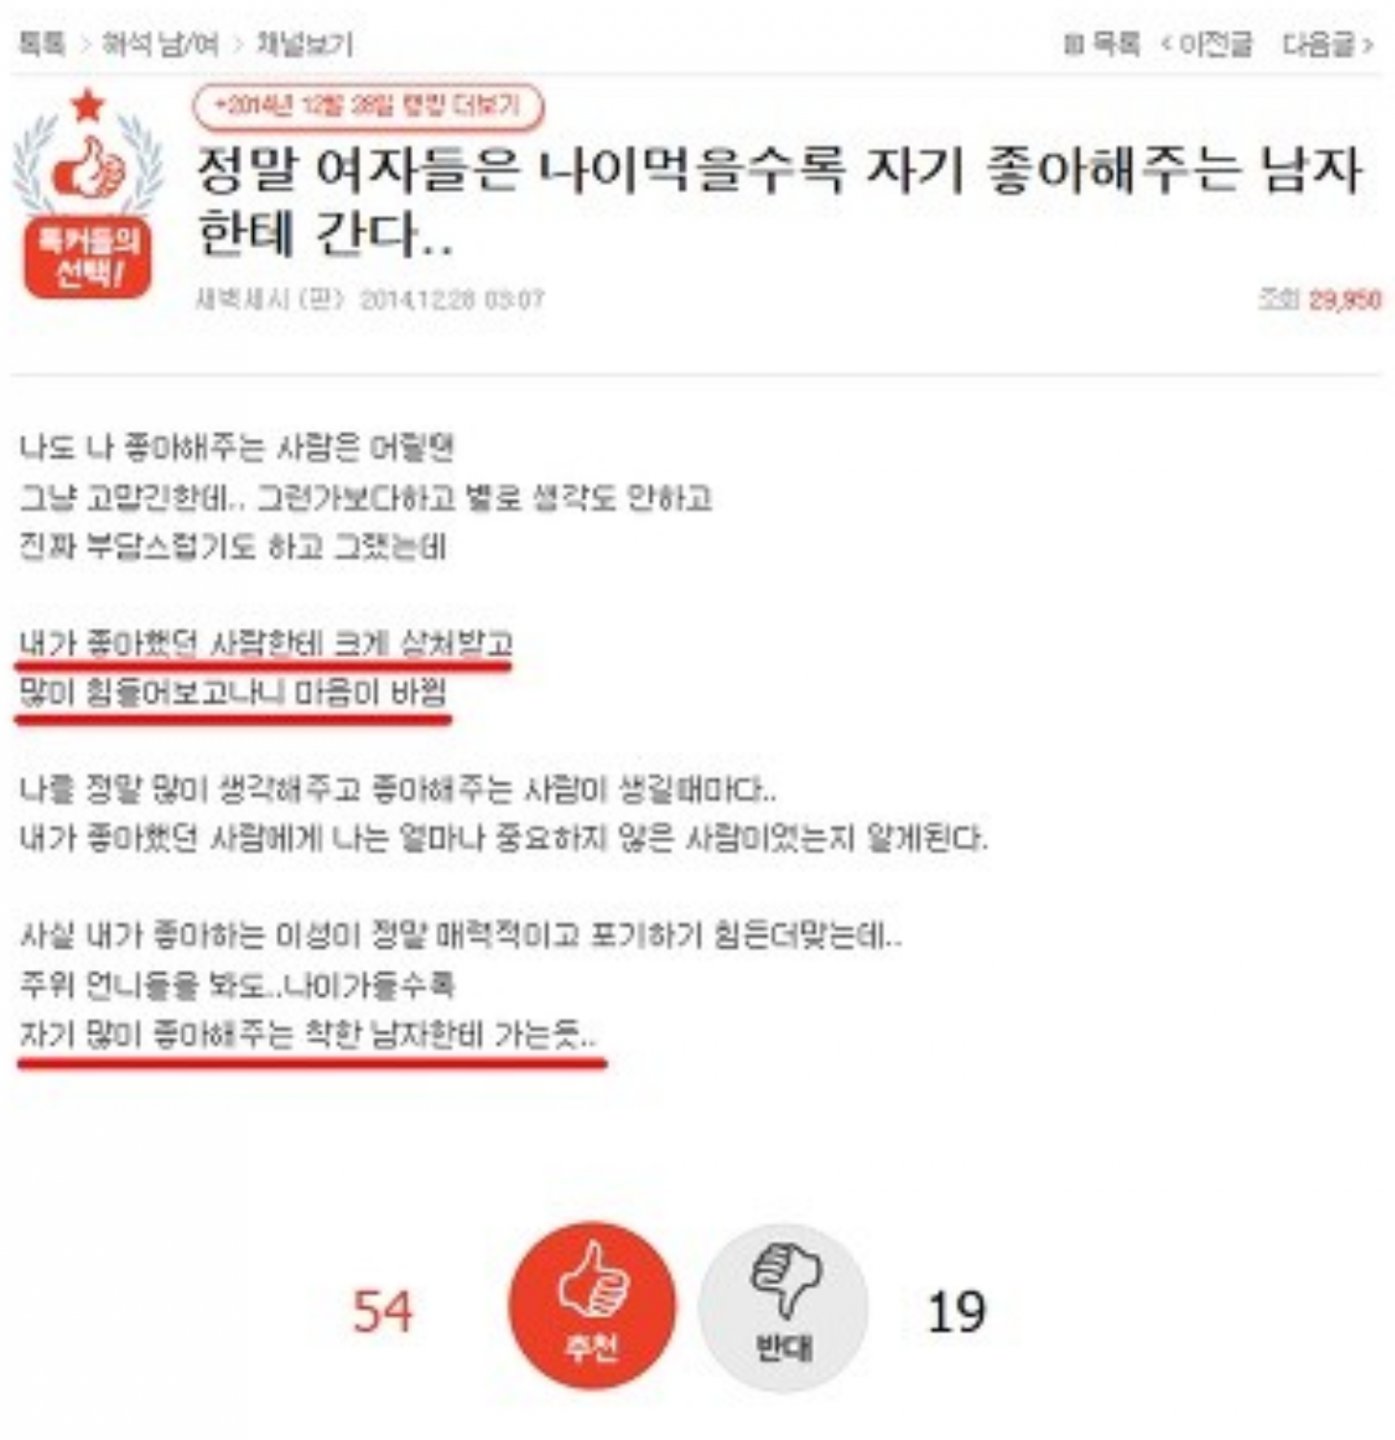 톡톡 > 해석 남/여 > 채널보기
목록 < 이전글 다음글 >
+2014년 12월 28일 랭킹 더보기
정말 여자들은 나이먹을수록 자기 좋아해주는 남자
한테 간다..
톡커들의
선택!
새벽세시 (판) 2014.12.28 03:07
조회 29,950
나도 나 좋아해주는 사람은 어릴땐
그냥 고맙긴한데.. 그런가보다하고 별로 생각도 안하고
진짜 부담스럽기도 하고 그랬는데
내가 좋아했던 사람한테 크게 상처받고
많이 힘들어보고나니 마음이 바뀜
나를 정말 많이 생각해주고 좋아해주는 사람이 생길때마다..
내가 좋아했던 사람에게 나는 얼마나 중요하지 않은 사람이었는지 알게된다.
사실 내가 좋아하는 이성이 정말 매력적이고 포기하기 힘든더맞는데..
주위 언니들을 봐도..나이가들수록
자기 많이 좋아해주는 착한 남자한테 가는듯..
54
추천
반대
19